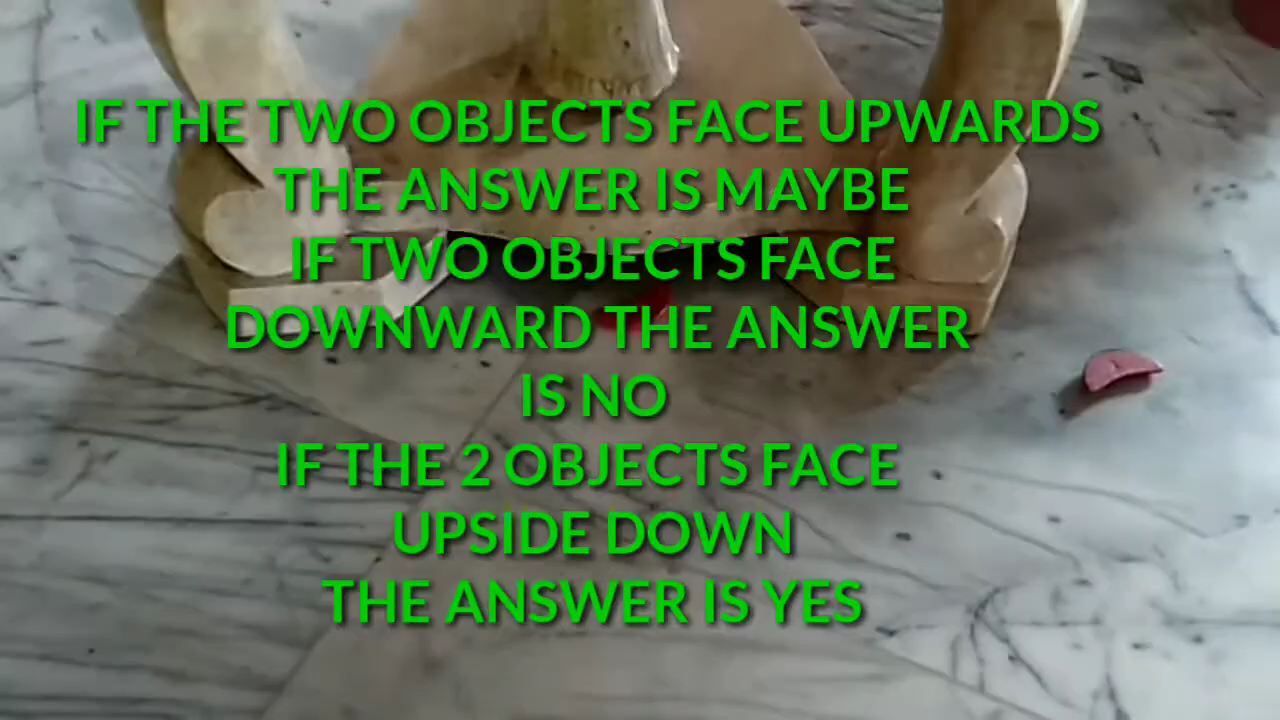 IF THE TWO OBJECTS FACE UPWARDS
THE ANSWER IS MAYBE
IF TWO OBJECTS FACE
DOWNWARD THE ANSWER
IS NO
IF THE 2 OBJECTS FACE
UPSIDE DOWN
THE ANSWER IS YES